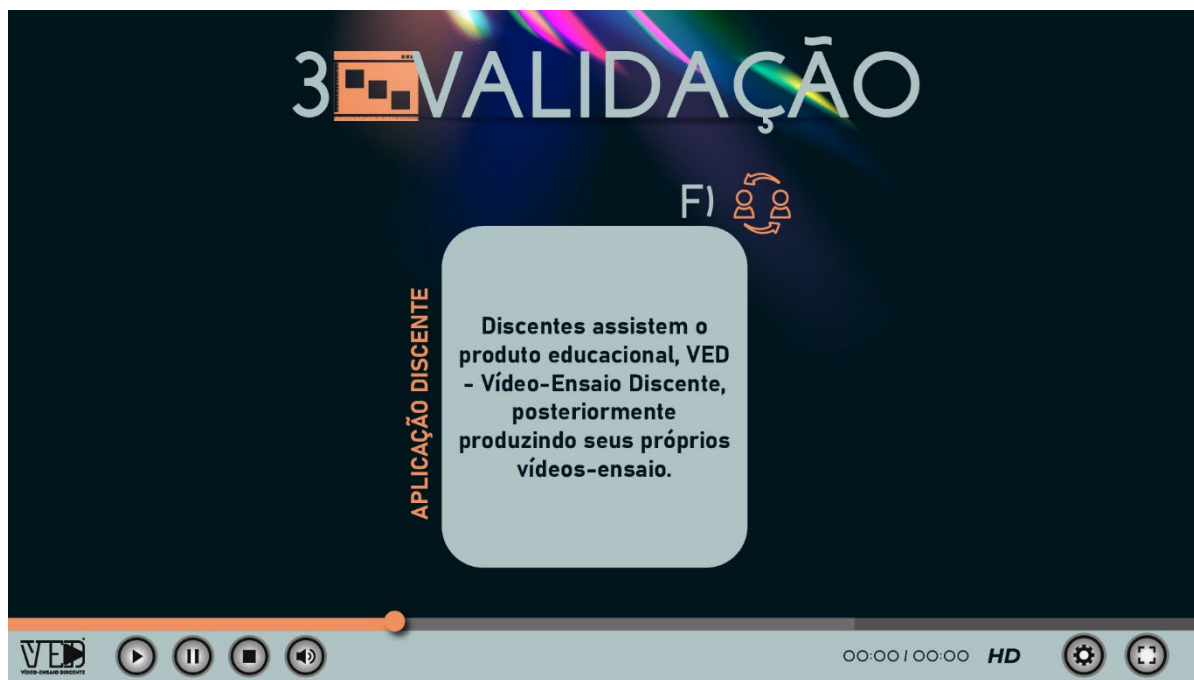 3 VALIDAÇÃO
F)
APLICAÇÃO DISCENTE
Discentes assistem o
produto educacional, VED
- Vídeo-Ensaio Discente,
posteriormente
produzindo seus próprios
vídeos-ensaio.
VED
VÍDEO-ENSAIO DISCENTE
00:00 / 00:00 HD